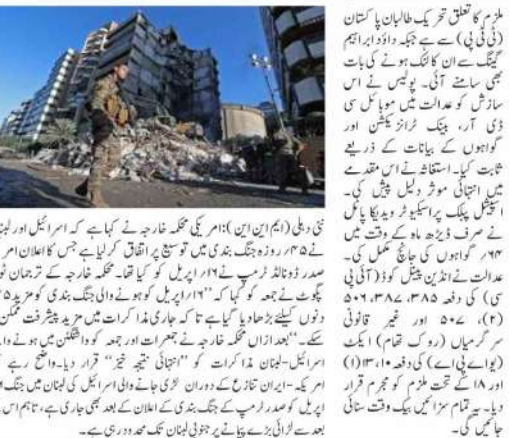 ملزم کا تعلق تحریک طالبان پاکستان
(ٹی ٹی پی) سے ہے جبکہ داؤد ابراہیم
گینگ سے ان کا لنک ہونے کی بات
بھی سامنے آئی۔ پولیس نے اس
سازش کو عدالت میں موبائل سی
ڈی آر، بینک ٹرانزیکشن اور
گواہوں کے بیانات کے ذریعے
ثابت کیا۔ استغاثہ نے اس مقدمے
میں انتہائی موثر دلیل پیش کی۔
اسپیشل پبلک پراسیکیوٹر ویدیکا پاٹل
نے صرف ڈیڑھ ماہ کے وقت میں
۶۴؍ گواہوں کی جانچ مکمل کی۔
عدالت نے انڈین پینل کوڈ (آئی پی
سی) کی دفعہ ۳۸۵، ۳۸۷، ۵۰۶
(۲)، ۵۰۷ اور غیر قانونی
سرگرمیاں (روک تھام) ایکٹ
(یو اے پی اے) کی دفعہ ۱۰، ۱۳(۱)
اور ۱۸ کے تحت ملزم کو مجرم قرار
دیا۔ یہ تمام سزائیں بیک وقت سنائی
جائیں گی۔
نئی دہلی (ایم این این): امریکی محکمہ خارجہ نے کہا ہے کہ اسرائیل اور
نے ۴۵؍ روزہ جنگ بندی میں توسیع پر اتفاق کر لیا ہے جس کا اعلان امر
صدر ڈونالڈ ٹرمپ نے ۱۶؍ اپریل کو کیا تھا۔ محکمہ خارجہ کے ترجمان
پگوٹ نے جمعہ کو کہا کہ ”۱۶؍ اپریل کو ہونے والی جنگ بندی کو مزید
دنوں کیلئے بڑھا دیا گیا ہے تا کہ جاری مذاکرات میں مزید پیشرفت ممکن
سکے۔“ بعد ازاں محکمہ خارجہ نے جمعرات اور جمعہ کو واشنگٹن میں ہونے
اسرائیل-لبنان مذاکرات کو ”انتہائی نتیجہ خیز“ قرار دیا۔ واضح رہے
امریکہ-ایران تنازع کے دوران لڑی جانے والی اسرائیل کی لبنان میں جنگ
اپریل کو صدر ٹرمپ کے جنگ بندی کے اعلان کے بعد بھی جاری ہے، تاہم اس
بعد سے لڑائی بڑے پیمانے پر جنوبی لبنان تک محدود رہی ہے۔